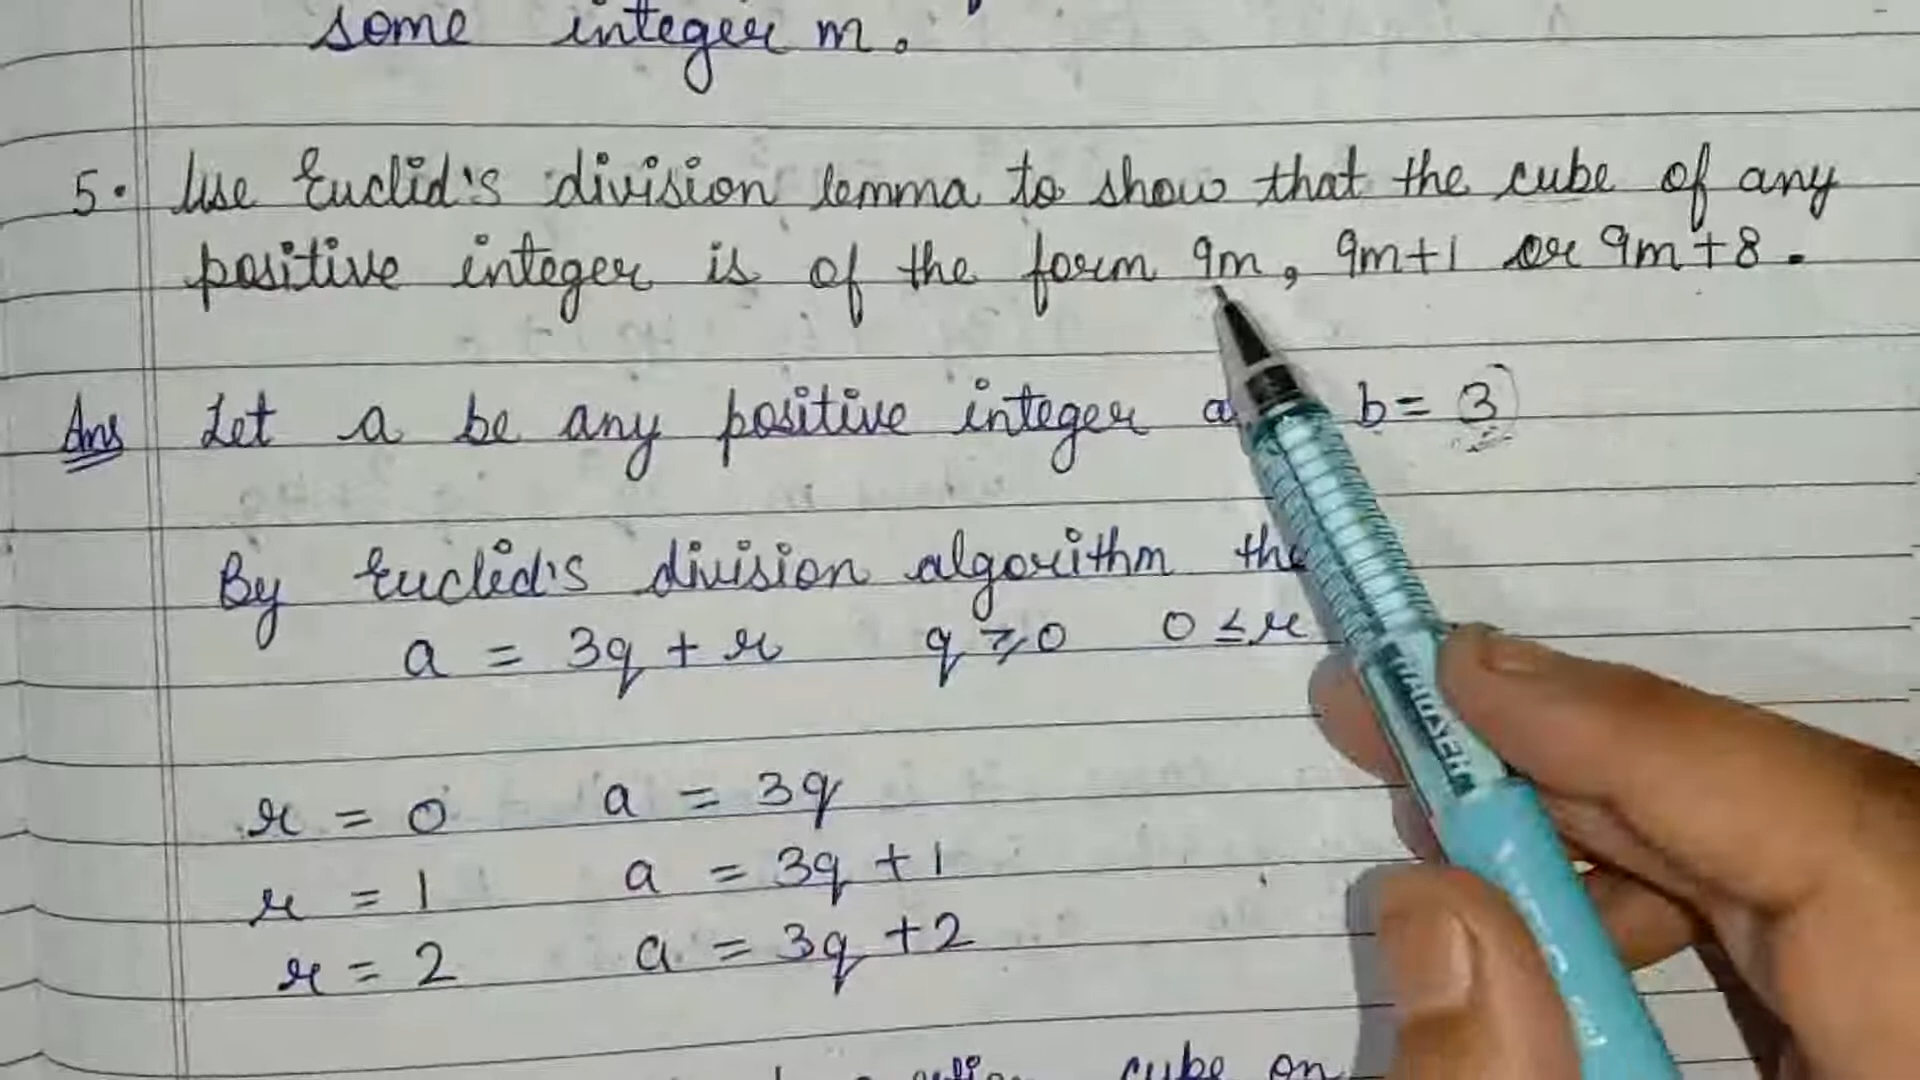 some integer m.
5. Use Euclid's division lemma to show that the cube of any
positive integer is of the form 9m, 9m+1 or 9m+8.
Ans Let a be any positive integer b = 3
By Euclid's division algorithm
a = 3q + r q ≥ 0 0 ≤ r
r = 0 a = 3q
r = 1 a = 3q + 1
r = 2 a = 3q + 2
cube on